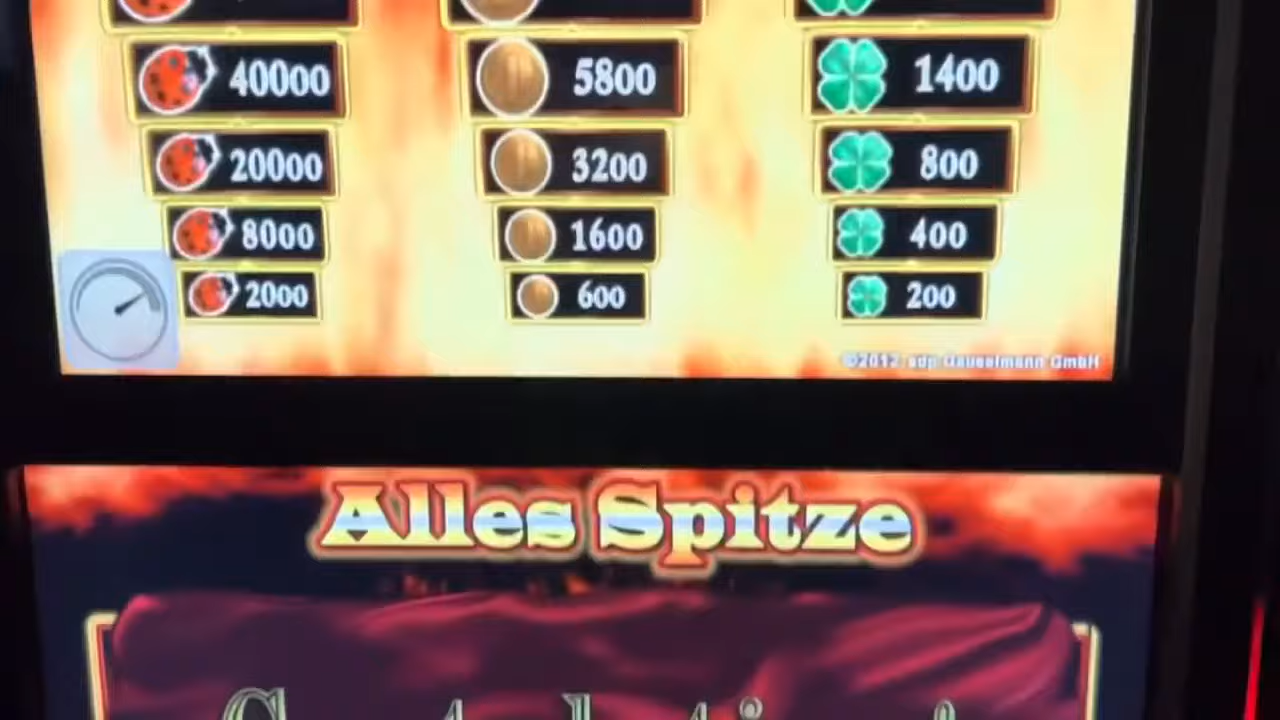 40000 5800 1400
20000 3200 800
8000 1600 400
2000 600 200
©2012 adp Gauselmann GmbH
Alles Spitze